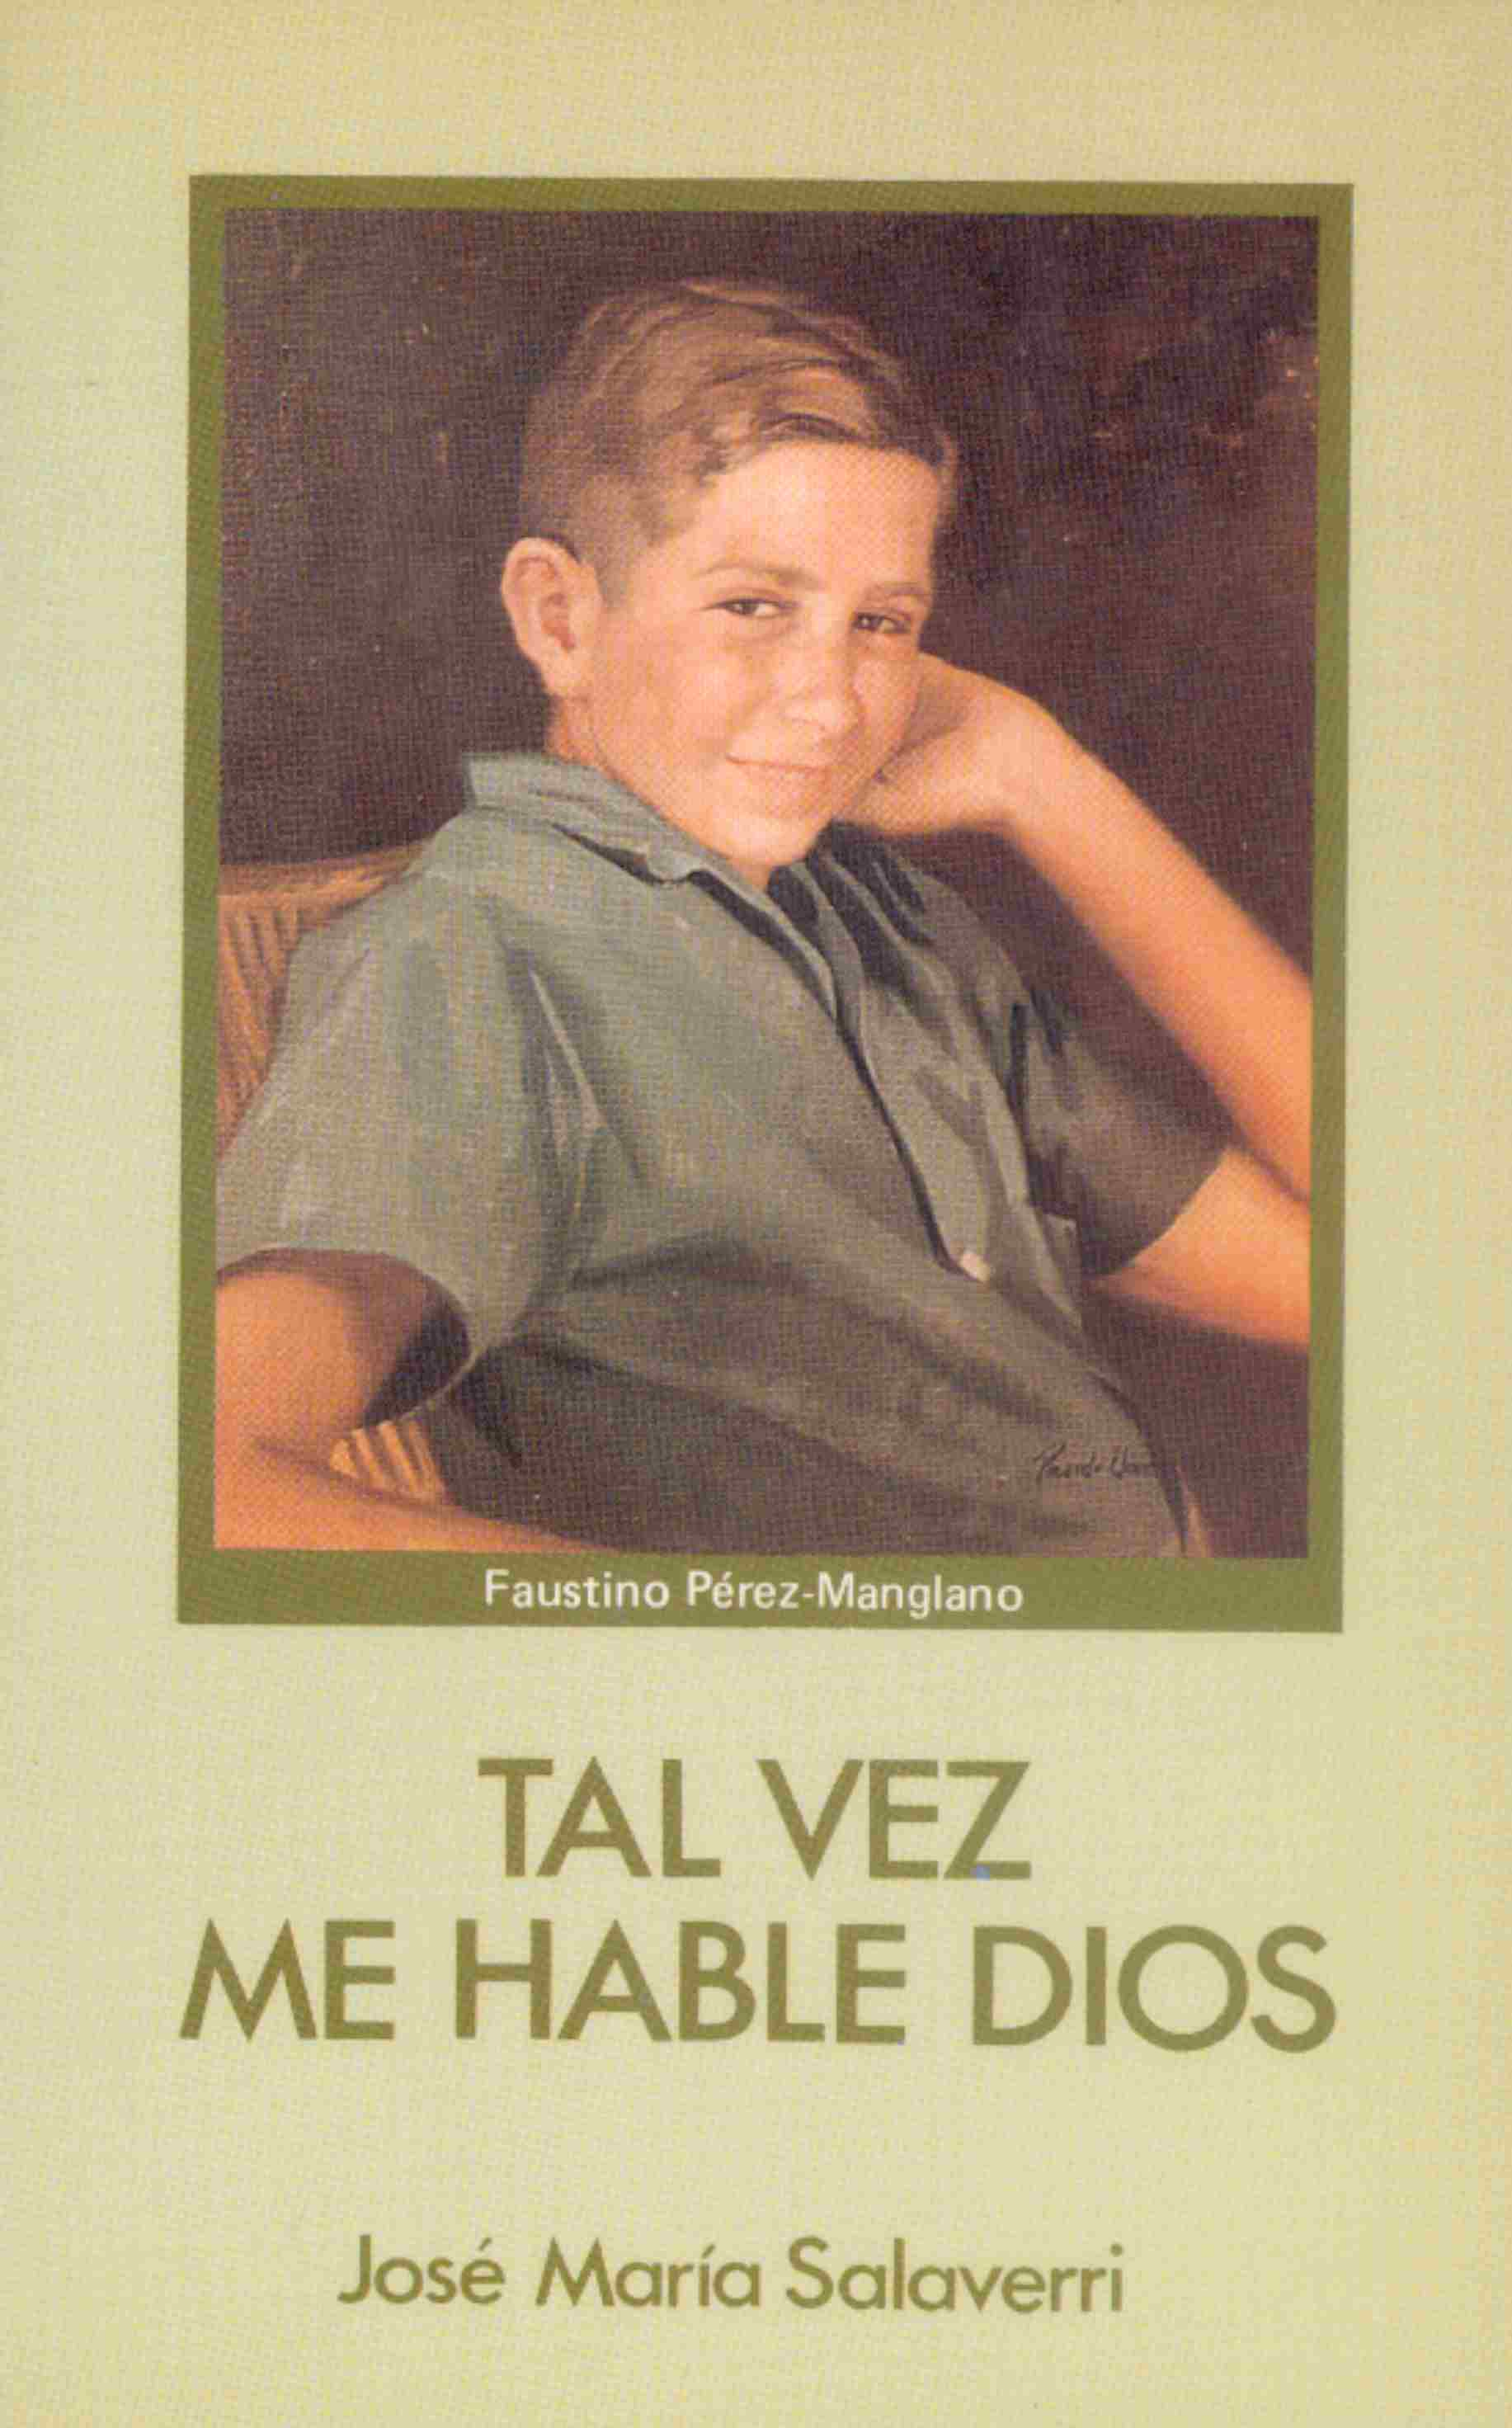 Faustino Pérez-Manglano
TAL VEZ
ME HABLE DIOS
José María Salaverri